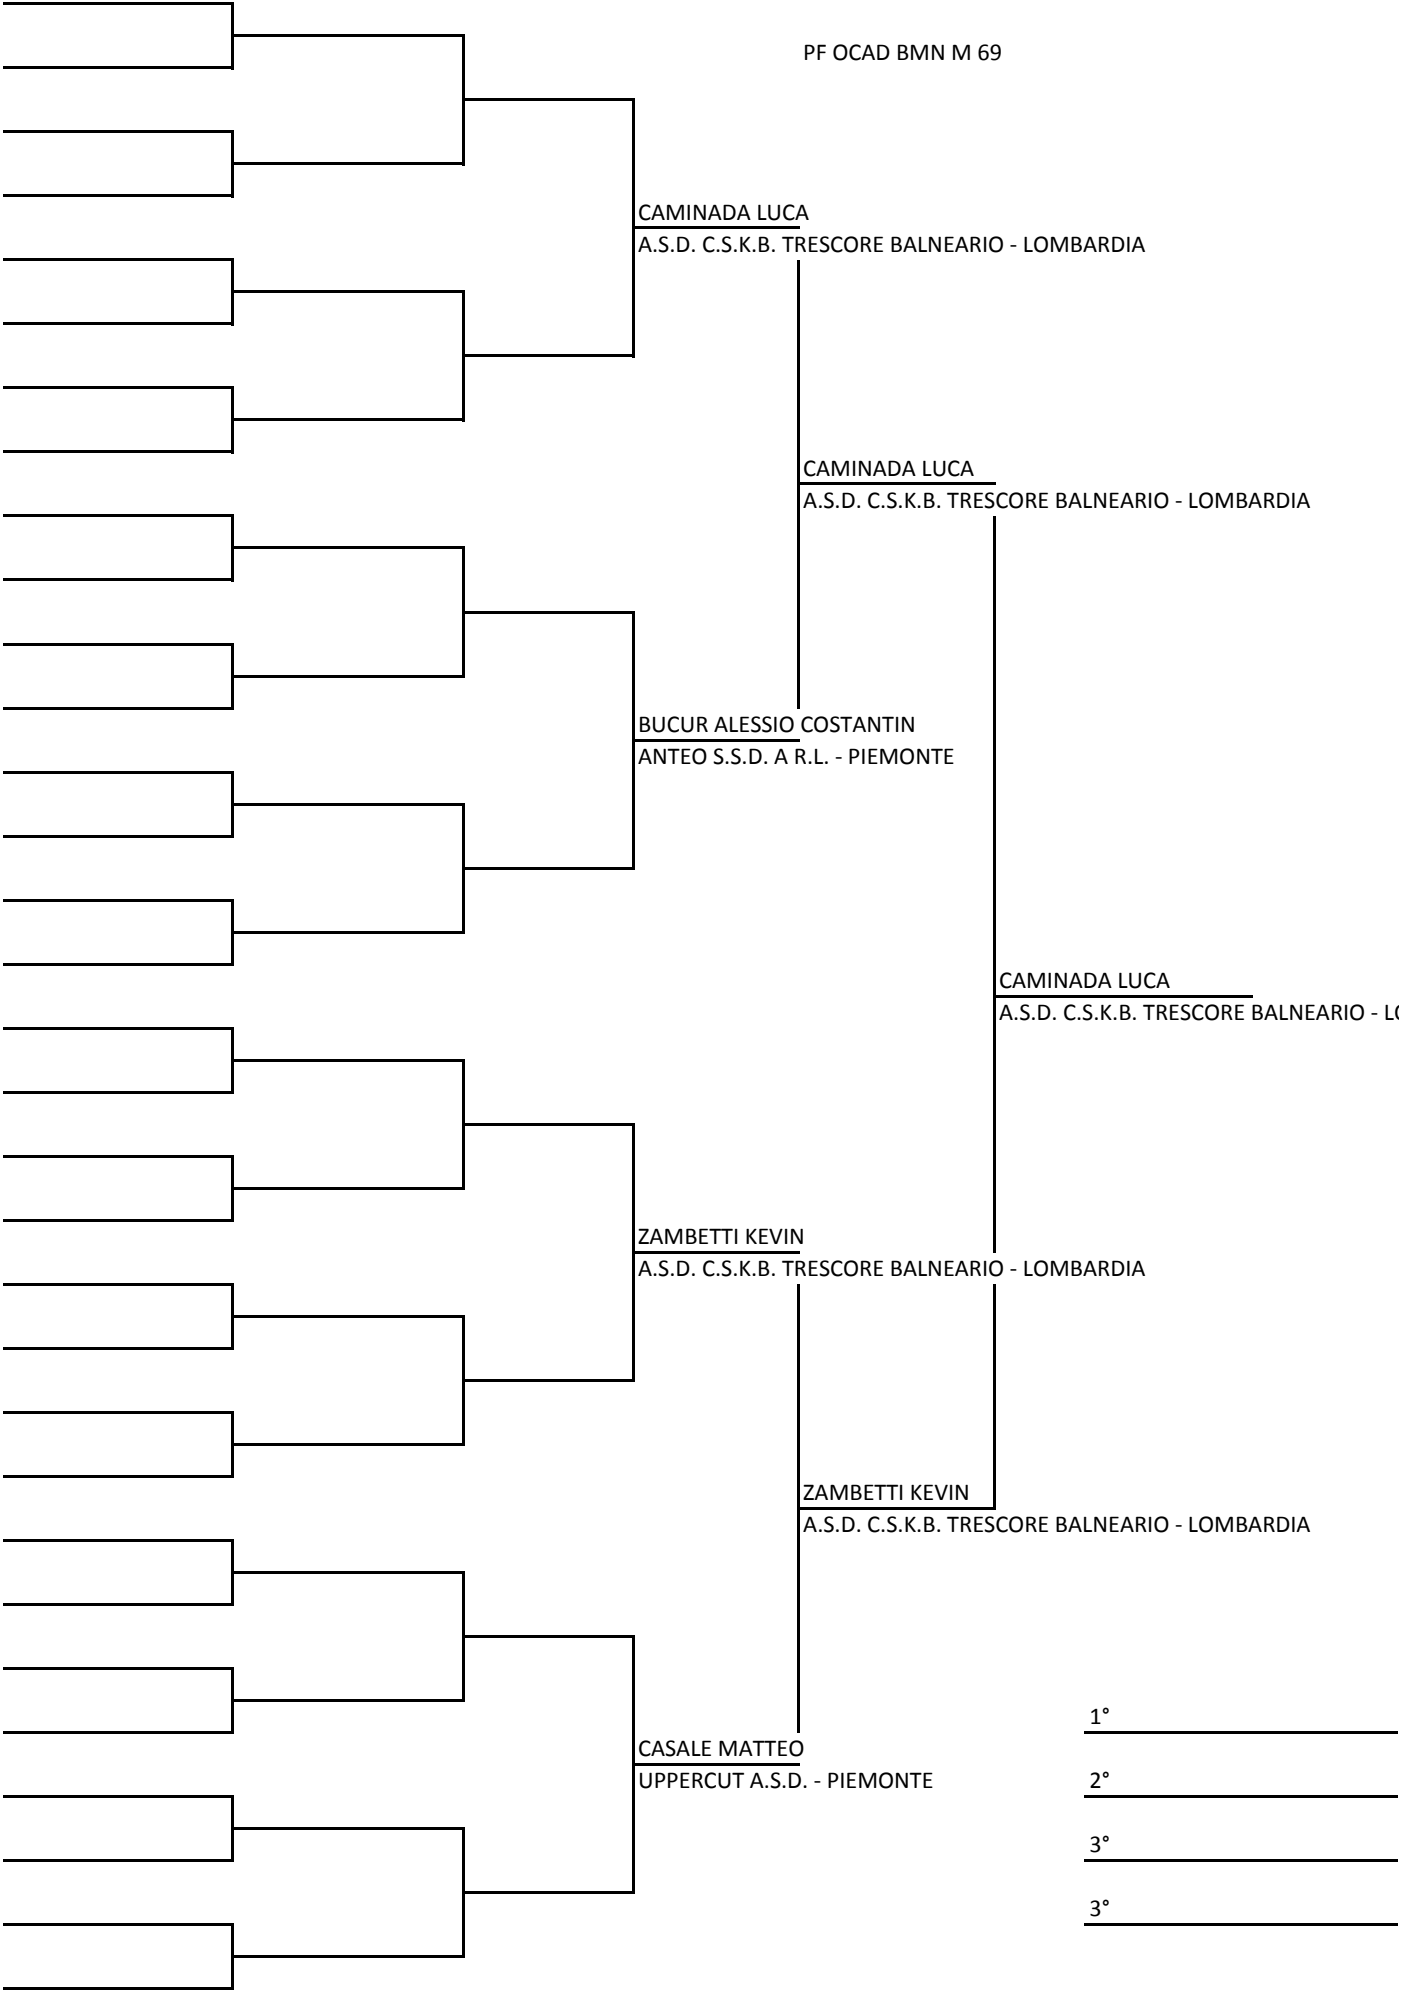 PF OCAD BMN M 69
CAMINADA LUCA
A.S.D. C.S.K.B. TRESCORE BALNEARIO - LOMBARDIA
CAMINADA LUCA
A.S.D. C.S.K.B. TRESCORE BALNEARIO - LOMBARDIA
BUCUR ALESSIO COSTANTIN
ANTEO S.S.D. A R.L. - PIEMONTE
CAMINADA LUCA
A.S.D. C.S.K.B. TRESCORE BALNEARIO - L
ZAMBETTI KEVIN
A.S.D. C.S.K.B. TRESCORE BALNEARIO - LOMBARDIA
ZAMBETTI KEVIN
A.S.D. C.S.K.B. TRESCORE BALNEARIO - LOMBARDIA
1°
CASALE MATTEO
UPPERCUT A.S.D. - PIEMONTE
2°
3°
3°